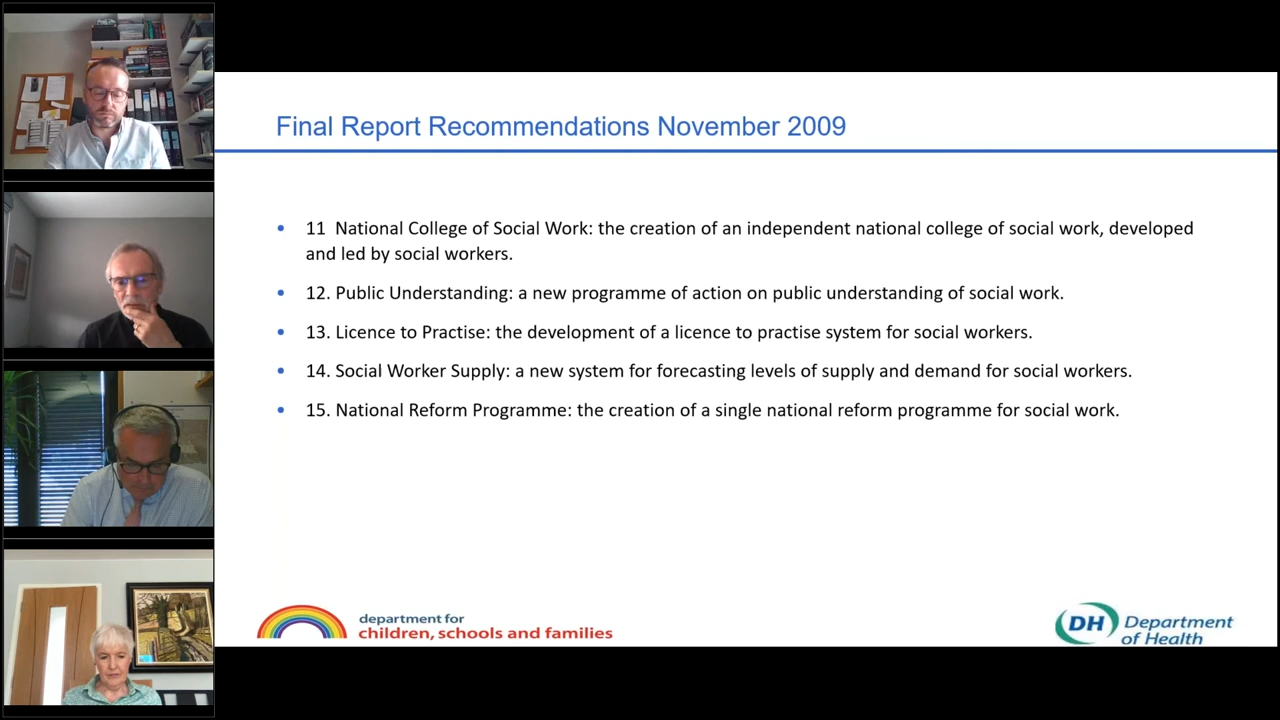 Final Report Recommendations November 2009
• 11 National College of Social Work: the creation of an independent national college of social work, developed
and led by social workers.
• 12. Public Understanding: a new programme of action on public understanding of social work.
• 13. Licence to Practise: the development of a licence to practise system for social workers.
• 14. Social Worker Supply: a new system for forecasting levels of supply and demand for social workers.
• 15. National Reform Programme: the creation of a single national reform programme for social work.
department for
children, schools and families
DH Department
of Health